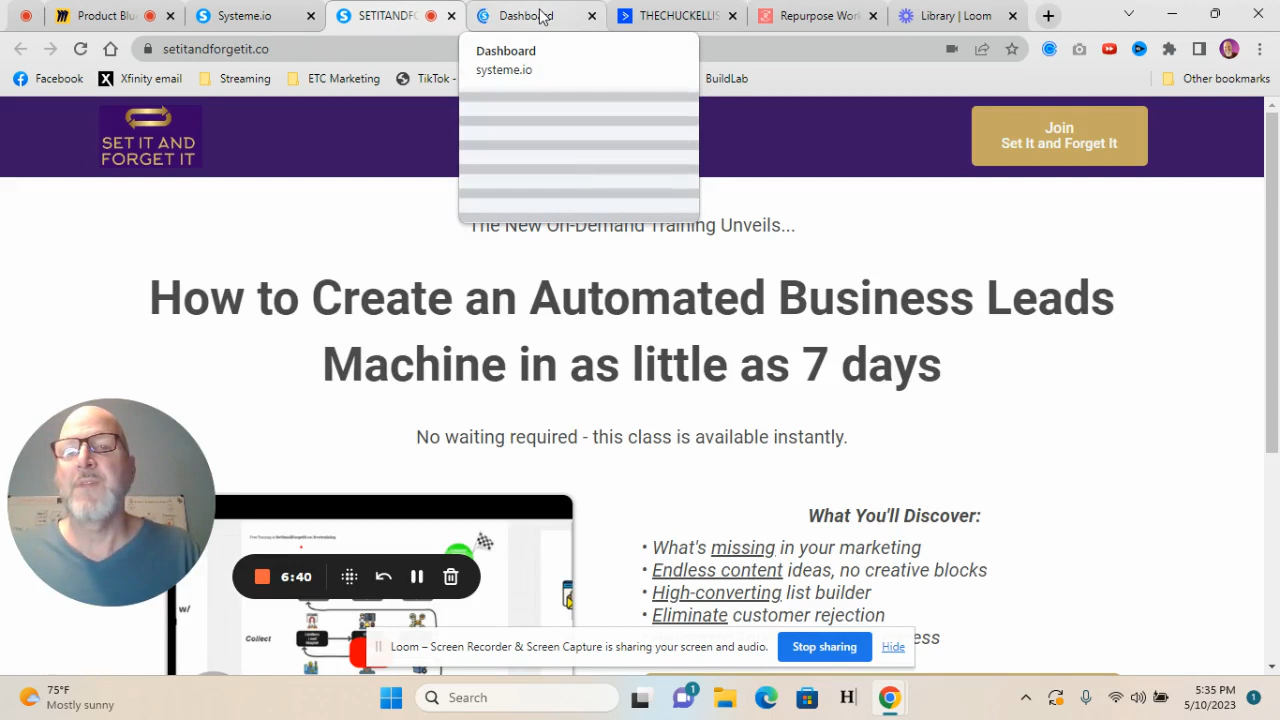 Product Blu
Systeme.io
SETITANDFO
Dashboard
THECHUCKELLIS
Repurpose Work
Library | Loom
setitandforgetit.co
Dashboard
systeme.io
Facebook
Xfinity email
Streaming
ETC Marketing
TikTok -
BuildLab
Other bookmarks
SET IT AND
FORGET IT
Join
Set It and Forget It
The New On-Demand Training Unveils...
How to Create an Automated Business Leads
Machine in as little as 7 days
No waiting required - this class is available instantly.
What You'll Discover:
• What's missing in your marketing
• Endless content ideas, no creative blocks
• High-converting list builder
• Eliminate customer rejection
ess
w/
Collect
6:40
Loom – Screen Recorder & Screen Capture is sharing your screen and audio.
Stop sharing
Hide
75°F
Mostly sunny
Search
1
H
5:35 PM
5/10/2023
1